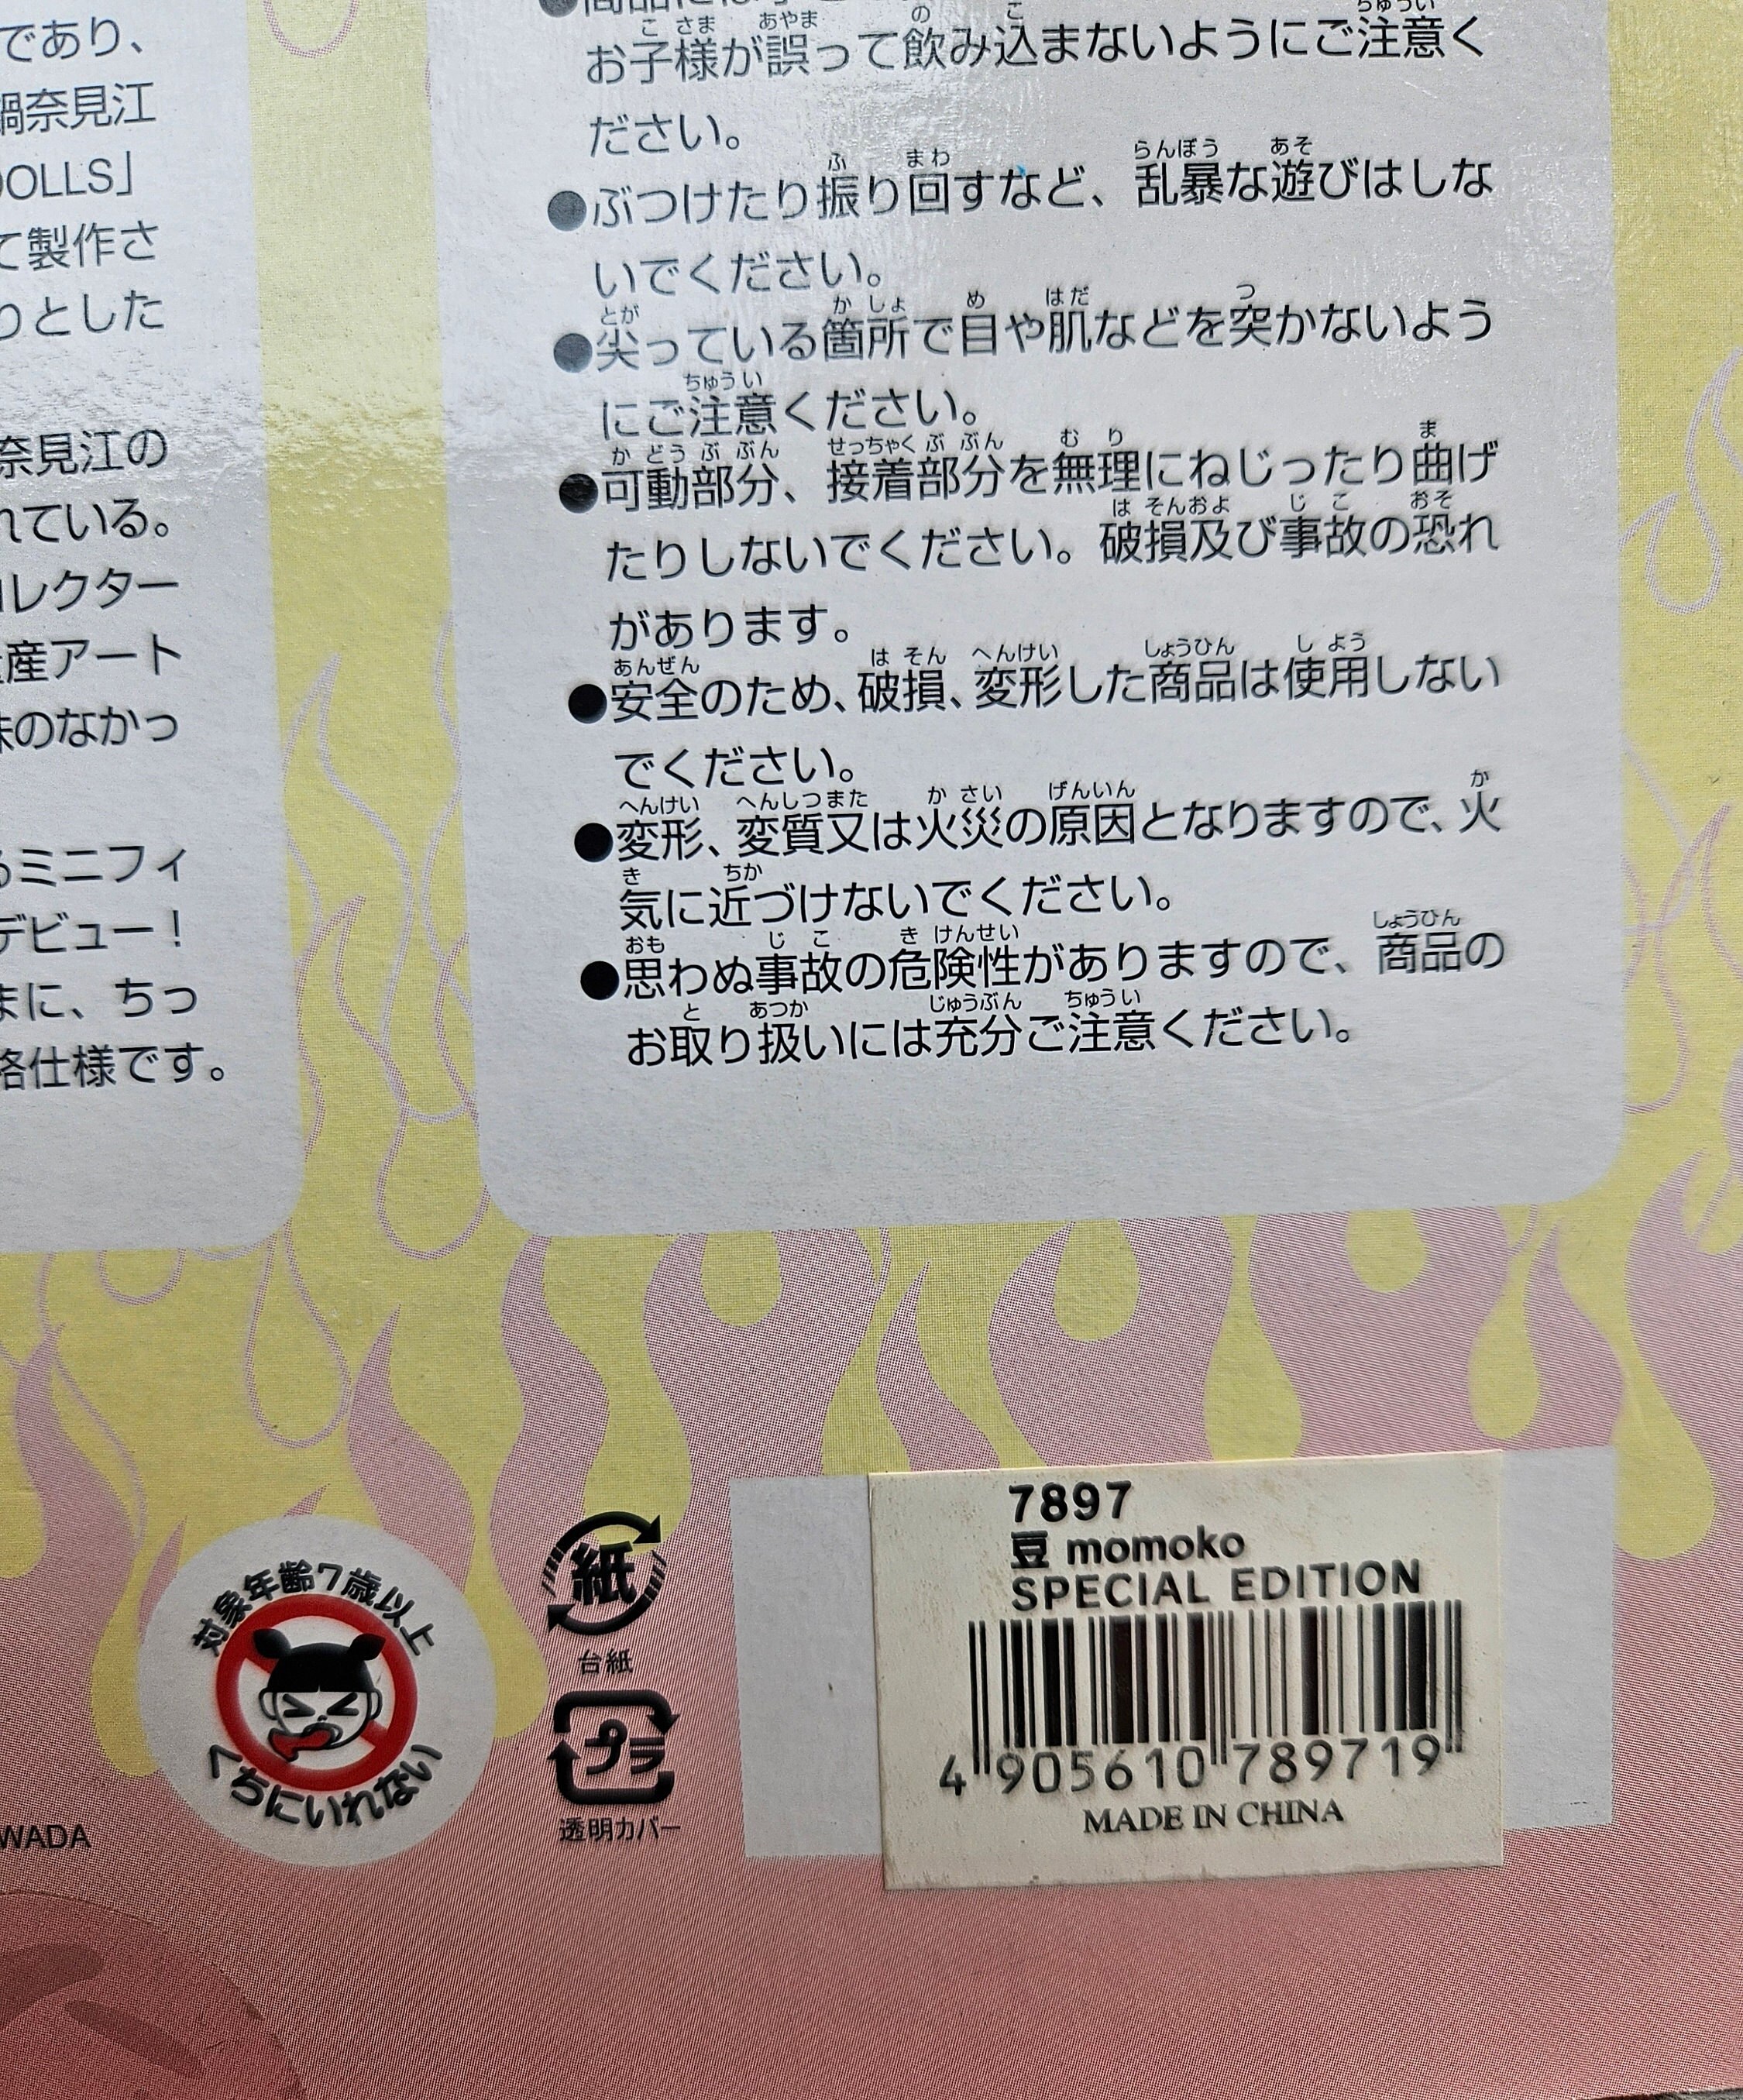 であり、
鍋奈見江
DOLLS」
て製作さ
りとした
奈見江の
れている。
コレクター
産アート
味のなかっ
るミニフィ
デビュー！
まに、ちっ
格仕様です。
WADA
お子様が誤って飲み込まないようにご注意く
ださい。
●ぶつけたり振り回すなど、乱暴な遊びはしな
いでください。
●尖っている箇所で目や肌などを突かないよう
にご注意ください。
●可動部分、接着部分を無理にねじったり曲げ
たりしないでください。破損及び事故の恐れ
があります。
●安全のため、破損、変形した商品は使用しない
でください。
●変形、変質又は火災の原因となりますので、火
気に近づけないでください。
●思わぬ事故の危険性がありますので、商品の
お取り扱いには充分ご注意ください。
対象年齢7歳以上
くちにいれない
紙
台紙
プラ
透明カバー
7897
豆 momoko
SPECIAL EDITION
4 905610 789719
MADE IN CHINA